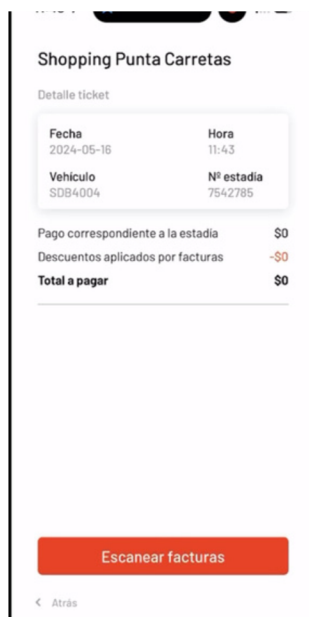 Shopping Punta Carretas
Detalle ticket
Fecha Hora
2024-05-16 11:43
Vehículo Nº estadía
SDB4004 7542785
Pago correspondiente a la estadía $0
Descuentos aplicados por facturas -$0
Total a pagar $0
Escanear facturas
< Atrás